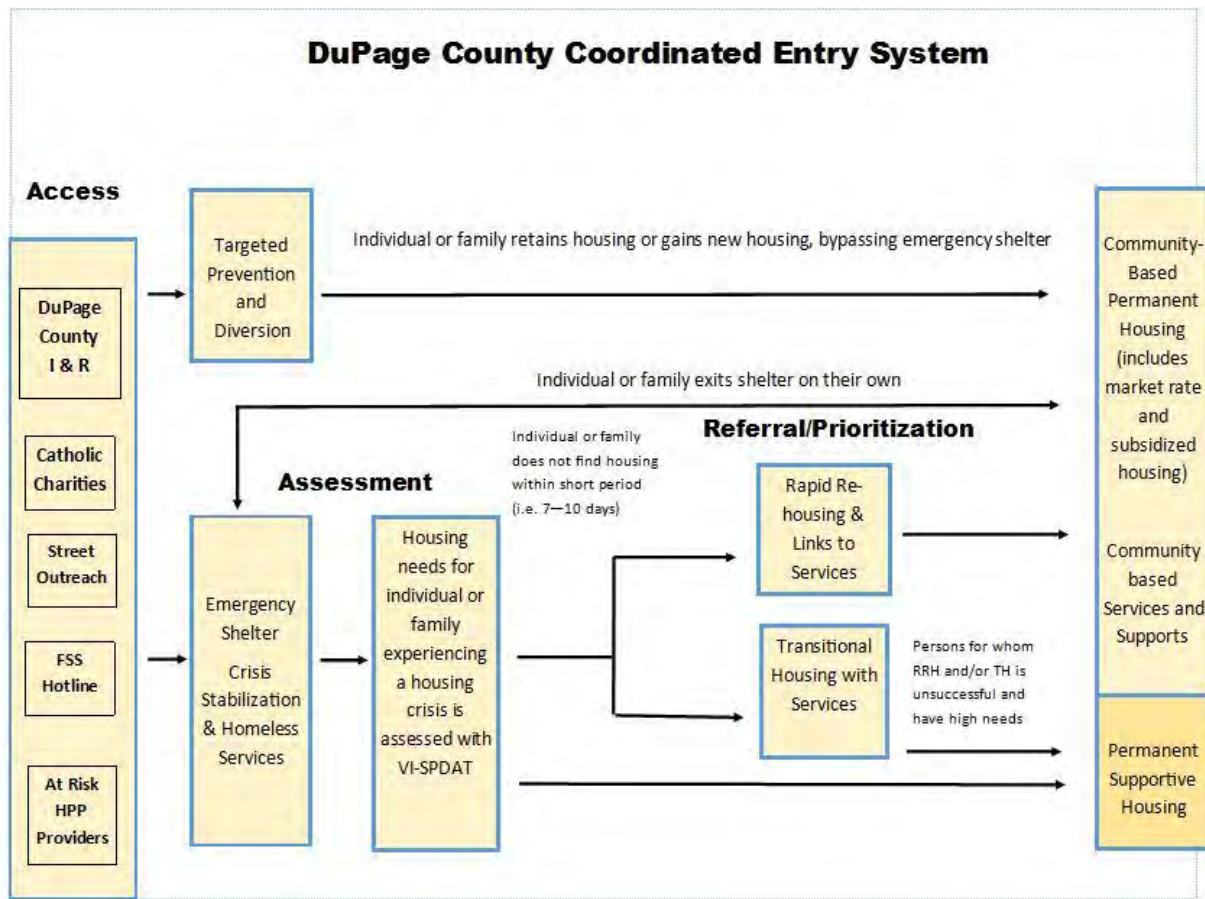 DuPage County Coordinated Entry System
Access
DuPage
County
I & R
Catholic
Charities
Street
Outreach
FSS
Hotline
At Risk
HPP
Providers
Targeted
Prevention
and
Diversion
Individual or family retains housing or gains new housing, bypassing emergency shelter
Individual or family exits shelter on their own
Emergency
Shelter
Crisis
Stabilization
& Homeless
Services
Assessment
Housing
needs for
individual or
family
experiencing
a housing
crisis is
assessed with
VI-SPDAT
Individual or family
does not find housing
within short period
(i.e. 7—10 days)
Referral/Prioritization
Rapid Re-
housing &
Links to
Services
Transitional
Housing with
Services
Persons for whom
RRH and/or TH is
unsuccessful and
have high needs
Community-
Based
Permanent
Housing
(includes
market rate
and
subsidized
housing)
Community
based
Services and
Supports
Permanent
Supportive
Housing